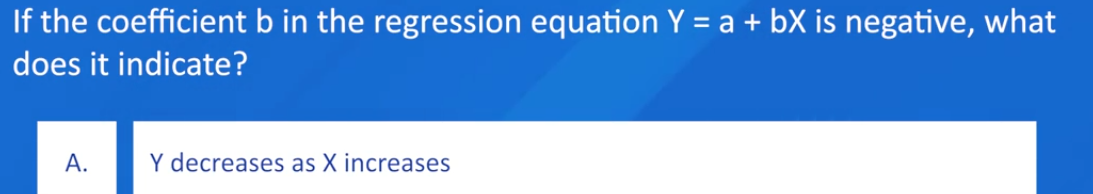 If the coefficient b in the regression equation Y = a + bX is negative, what
does it indicate?
A. Y decreases as X increases